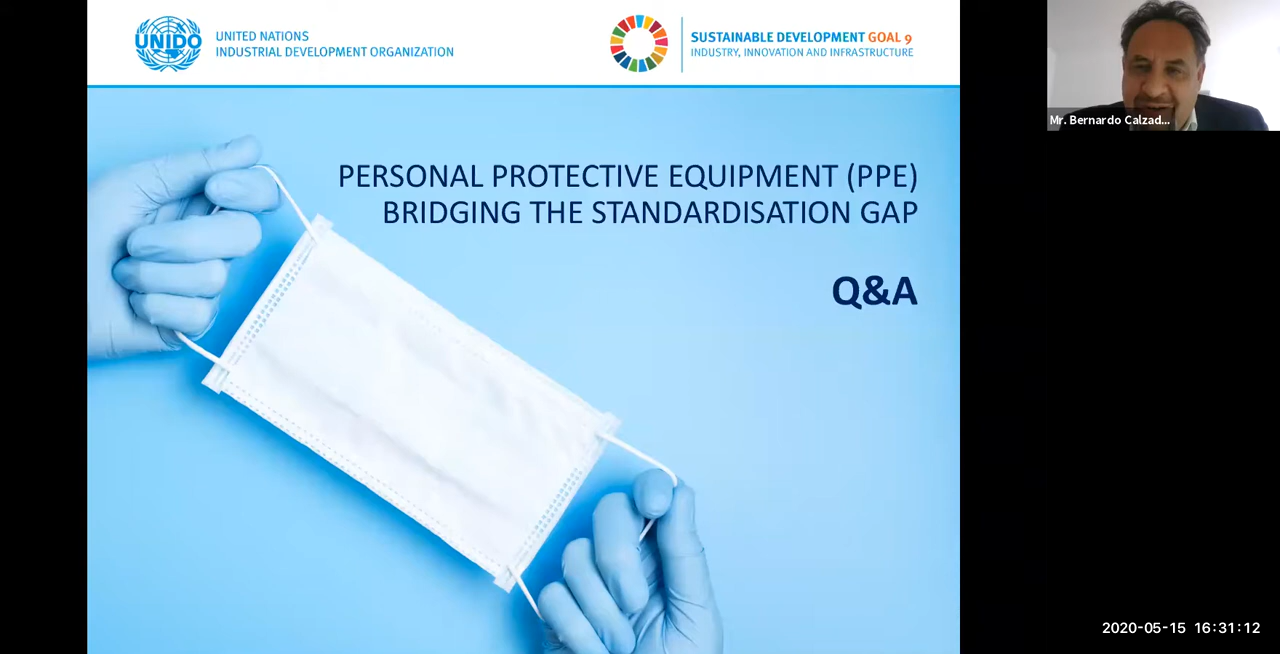 UNIDO
UNITED NATIONS
INDUSTRIAL DEVELOPMENT ORGANIZATION
SUSTAINABLE DEVELOPMENT GOAL 9
INDUSTRY, INNOVATION AND INFRASTRUCTURE
Mr. Bernardo Calzad...
PERSONAL PROTECTIVE EQUIPMENT (PPE)
BRIDGING THE STANDARDISATION GAP
Q&A
2020-05-15 16:31:12